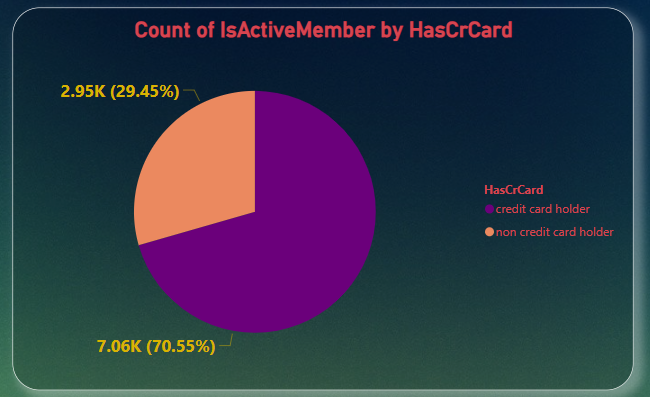 Count of IsActiveMember by HasCrCard
2.95K (29.45%)
HasCrCard
credit card holder
non credit card holder
7.06K (70.55%)